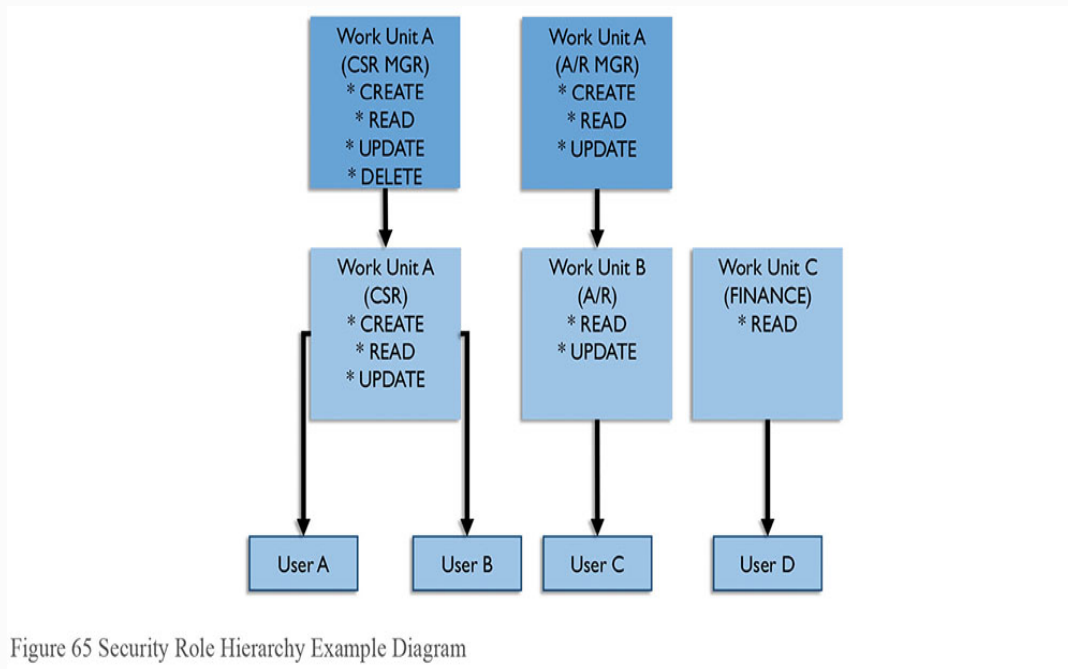 Work Unit A
(CSR MGR)
* CREATE
* READ
* UPDATE
* DELETE
Work Unit A
(A/R MGR)
* CREATE
* READ
* UPDATE
Work Unit A
(CSR)
* CREATE
* READ
* UPDATE
Work Unit B
(A/R)
* READ
* UPDATE
Work Unit C
(FINANCE)
* READ
User A
User B
User C
User D
Figure 65 Security Role Hierarchy Example Diagram